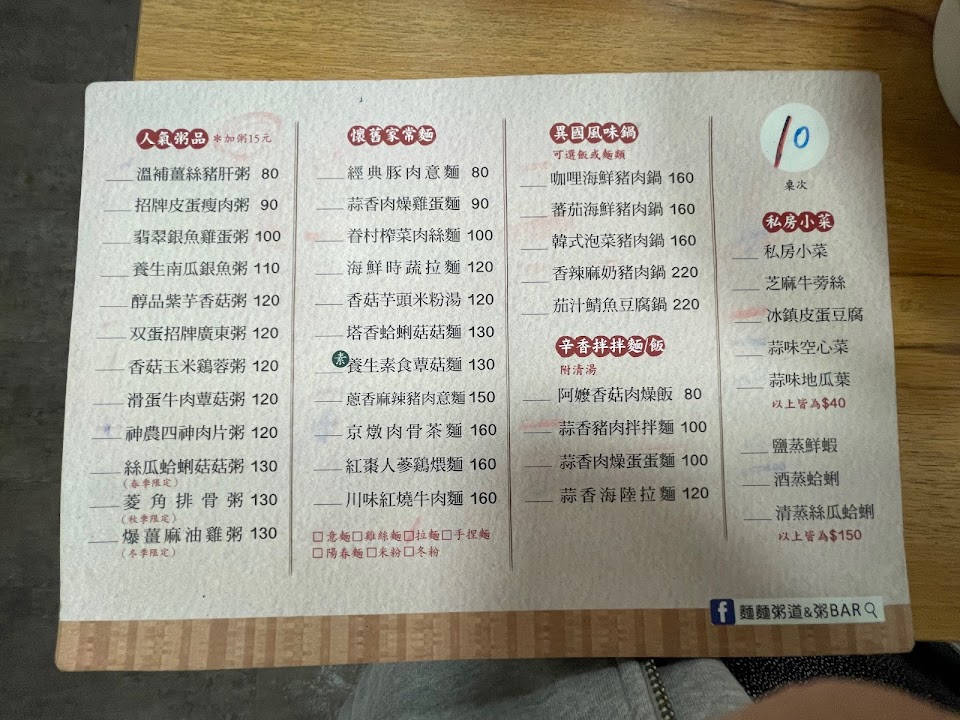 人氣粥品 *加粥15元
溫補薑絲豬肝粥 80
招牌皮蛋瘦肉粥 90
翡翠銀魚雞蛋粥 100
養生南瓜銀魚粥 110
醇品紫芋香菇粥 120
双蛋招牌廣東粥 120
香菇玉米鷄蓉粥 120
滑蛋牛肉蕈菇粥 120
神農四神肉片粥 120
絲瓜蛤蜊菇菇粥 130
(春季限定)
菱角排骨粥 130
(秋季限定)
爆薑麻油雞粥 130
(冬季限定)
懷舊家常麵
經典豚肉意麵 80
蒜香肉燥雞蛋麵 90
眷村榨菜肉絲麵 100
海鮮時蔬拉麵 120
香菇芋頭米粉湯 120
塔香蛤蜊菇菇麵 130
素 養生素食蕈菇麵 130
蔥香麻辣豬肉意麵 150
京燉肉骨茶麵 160
紅棗人蔘鷄煨麵 160
川味紅燒牛肉麵 160
□意麵□雞絲麵□拉麵□手捏麵
□陽春麵□米粉□冬粉
異國風味鍋
可選飯或麵類
咖哩海鮮豬肉鍋 160
蕃茄海鮮豬肉鍋 160
韓式泡菜豬肉鍋 160
香辣麻奶豬肉鍋 220
茄汁鯖魚豆腐鍋 220
辛香拌拌麵/飯
附清湯
阿嬤香菇肉燥飯 80
蒜香豬肉拌拌麵 100
蒜香肉燥蛋蛋麵 100
蒜香海陸拉麵 120
10
桌次
私房小菜
私房小菜
芝麻牛蒡絲
冰鎮皮蛋豆腐
蒜味空心菜
蒜味地瓜葉
以上皆為$40
鹽蒸鮮蝦
酒蒸蛤蜊
清蒸絲瓜蛤蜊
以上皆為$150
f 麵麵粥道&粥BAR